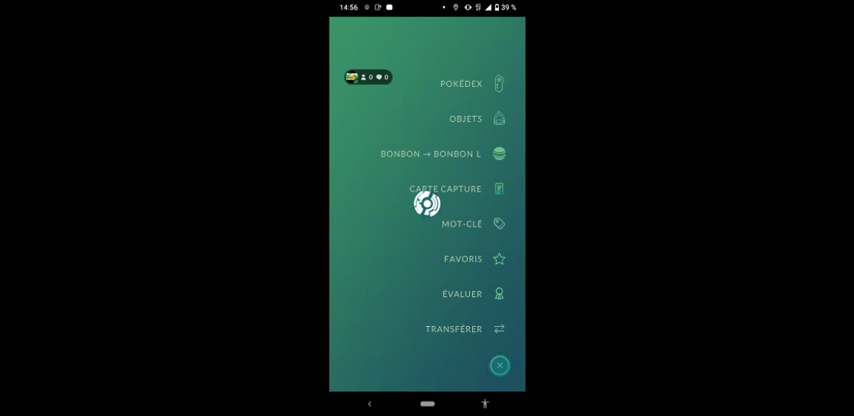 14:56 39 %
0 0
POKÉDEX
OBJETS
BONBON → BONBON L
CARTE CAPTURE
MOT-CLÉ
FAVORIS
ÉVALUER
TRANSFÉRER